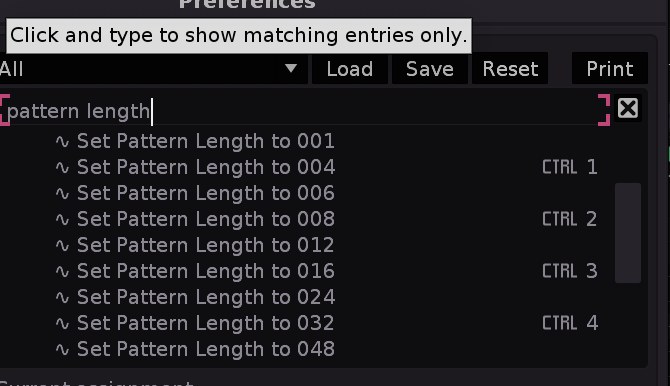 Preferences
Click and type to show matching entries only.
All Load Save Reset Print
pattern length
∿ Set Pattern Length to 001
∿ Set Pattern Length to 004 CTRL 1
∿ Set Pattern Length to 006
∿ Set Pattern Length to 008 CTRL 2
∿ Set Pattern Length to 012
∿ Set Pattern Length to 016 CTRL 3
∿ Set Pattern Length to 024
∿ Set Pattern Length to 032 CTRL 4
∿ Set Pattern Length to 048
Current assignment